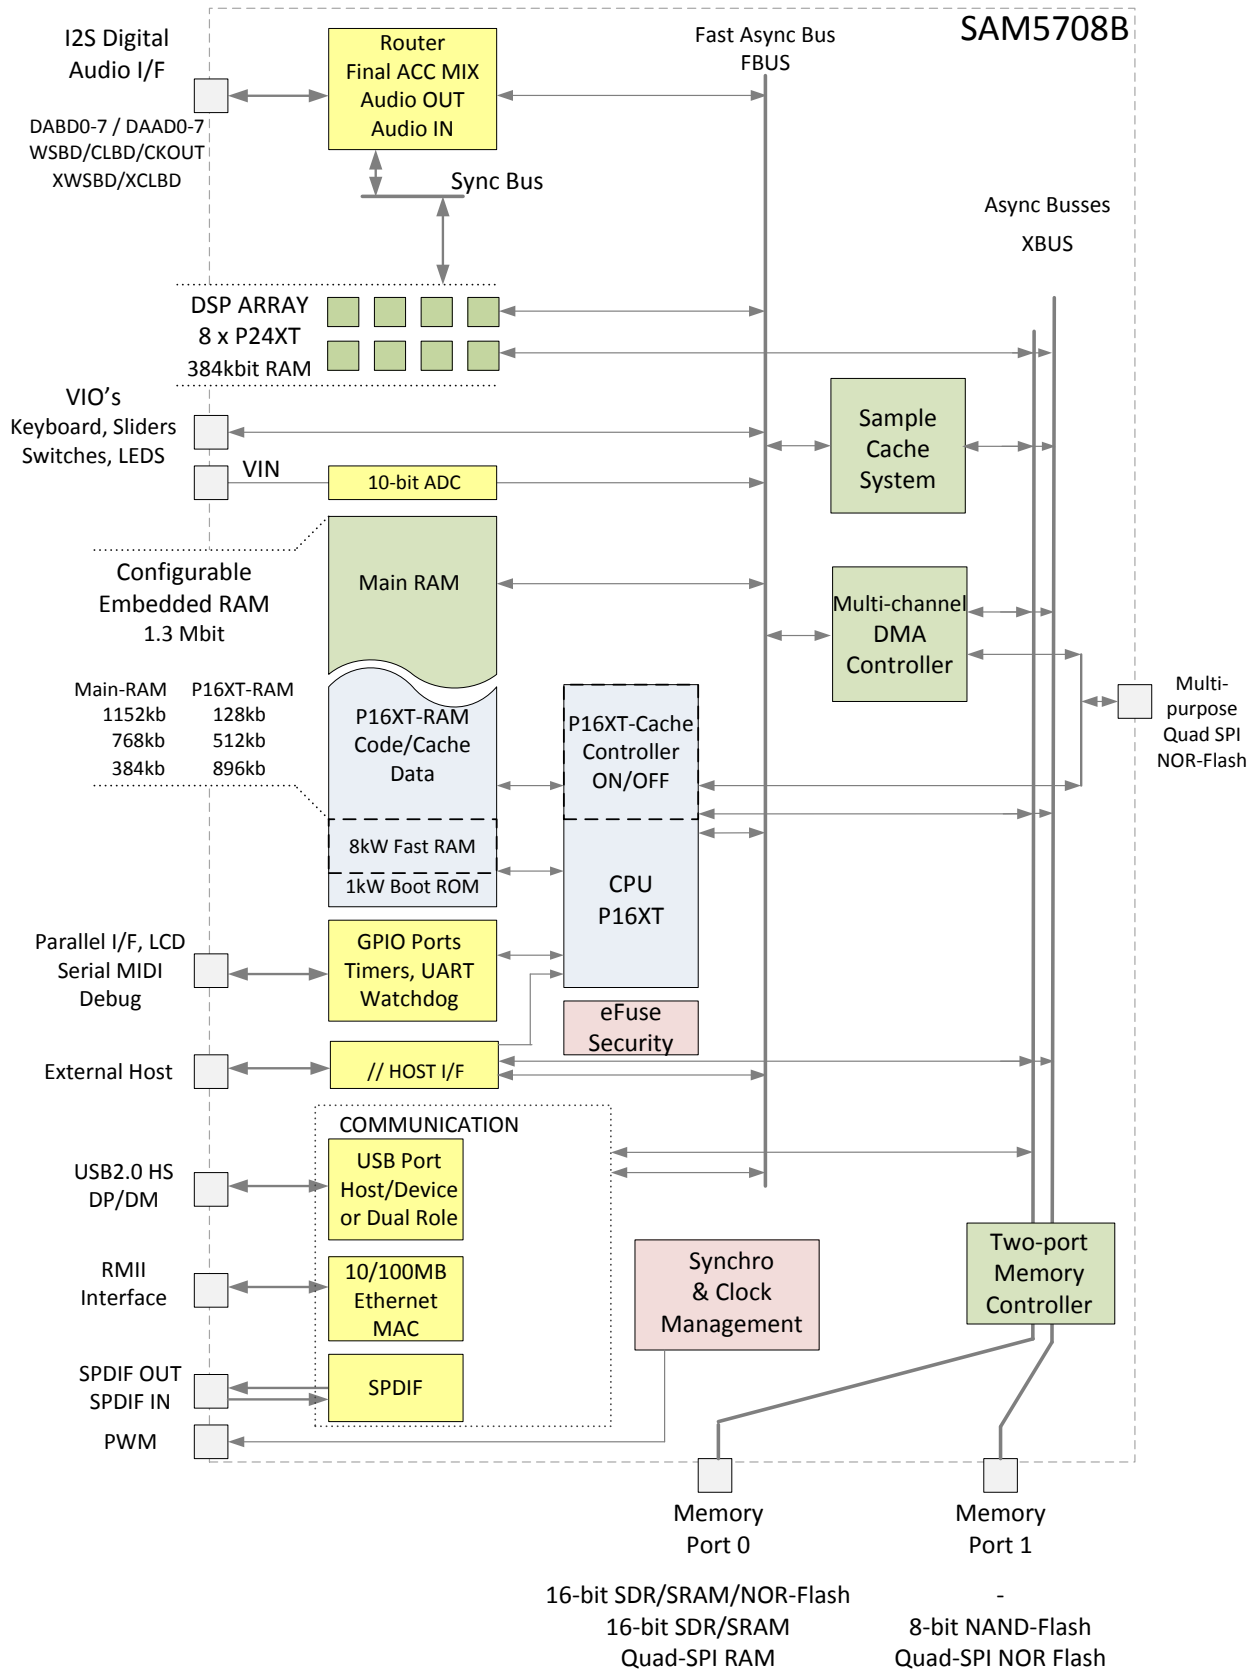 SAM5708B
I2S Digital
Audio I/F
DABD0-7 / DAAD0-7
WSBD/CLBD/CKOUT
XWSBD/XCLBD
Router
Final ACC MIX
Audio OUT
Audio IN
Fast Async Bus
FBUS
Sync Bus
Async Busses
XBUS
DSP ARRAY
8 x P24XT
384kbit RAM
VIO's
Keyboard, Sliders
Switches, LEDS
VIN
10-bit ADC
Sample
Cache
System
Configurable
Embedded RAM
1.3 Mbit
Main RAM
Multi-channel
DMA
Controller
Main-RAM P16XT-RAM
1152kb 128kb
768kb 512kb
384kb 896kb
P16XT-RAM
Code/Cache
Data
P16XT-Cache
Controller
ON/OFF
Multi-
purpose
Quad SPI
NOR-Flash
8kW Fast RAM
1kW Boot ROM
CPU
P16XT
Parallel I/F, LCD
Serial MIDI
Debug
GPIO Ports
Timers, UART
Watchdog
eFuse
Security
External Host
// HOST I/F
COMMUNICATION
USB2.0 HS
DP/DM
USB Port
Host/Device
or Dual Role
RMII
Interface
10/100MB
Ethernet
MAC
Synchro
& Clock
Management
Two-port
Memory
Controller
SPDIF OUT
SPDIF IN
SPDIF
PWM
Memory
Port 0
Memory
Port 1
16-bit SDR/SRAM/NOR-Flash -
16-bit SDR/SRAM 8-bit NAND-Flash
Quad-SPI RAM Quad-SPI NOR Flash